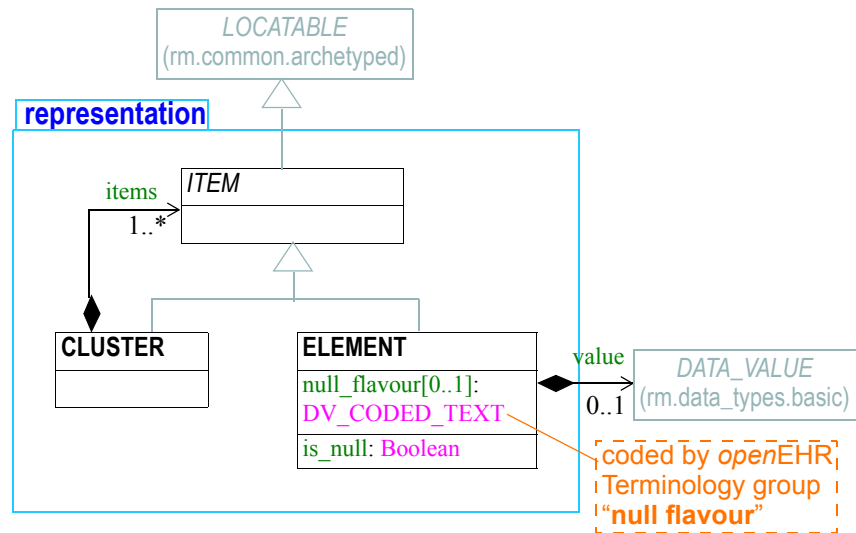 LOCATABLE
(rm.common.archetyped)
representation
items
1..*
ITEM
CLUSTER
ELEMENT
null_flavour[0..1]:
DV_CODED_TEXT
is_null: Boolean
value
0..1
DATA_VALUE
(rm.data_types.basic)
coded by openEHR
Terminology group
“null flavour”